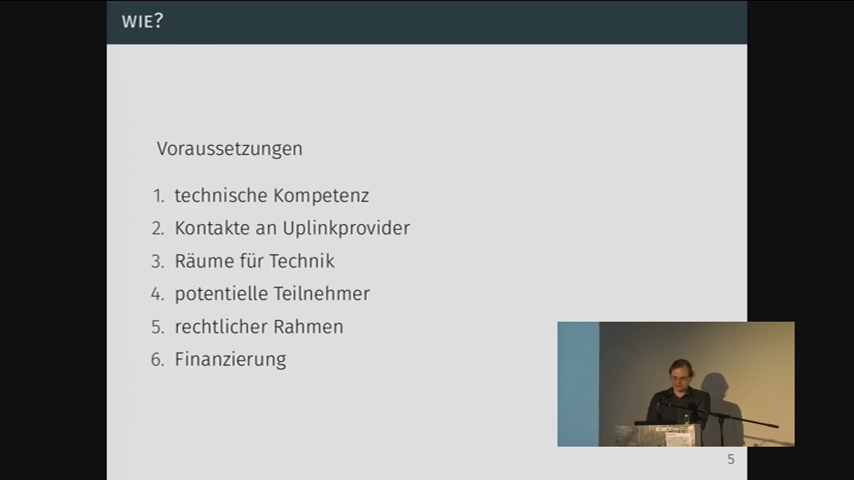 WIE?
Voraussetzungen
1. technische Kompetenz
2. Kontakte an Uplinkprovider
3. Räume für Technik
4. potentielle Teilnehmer
5. rechtlicher Rahmen
6. Finanzierung
5